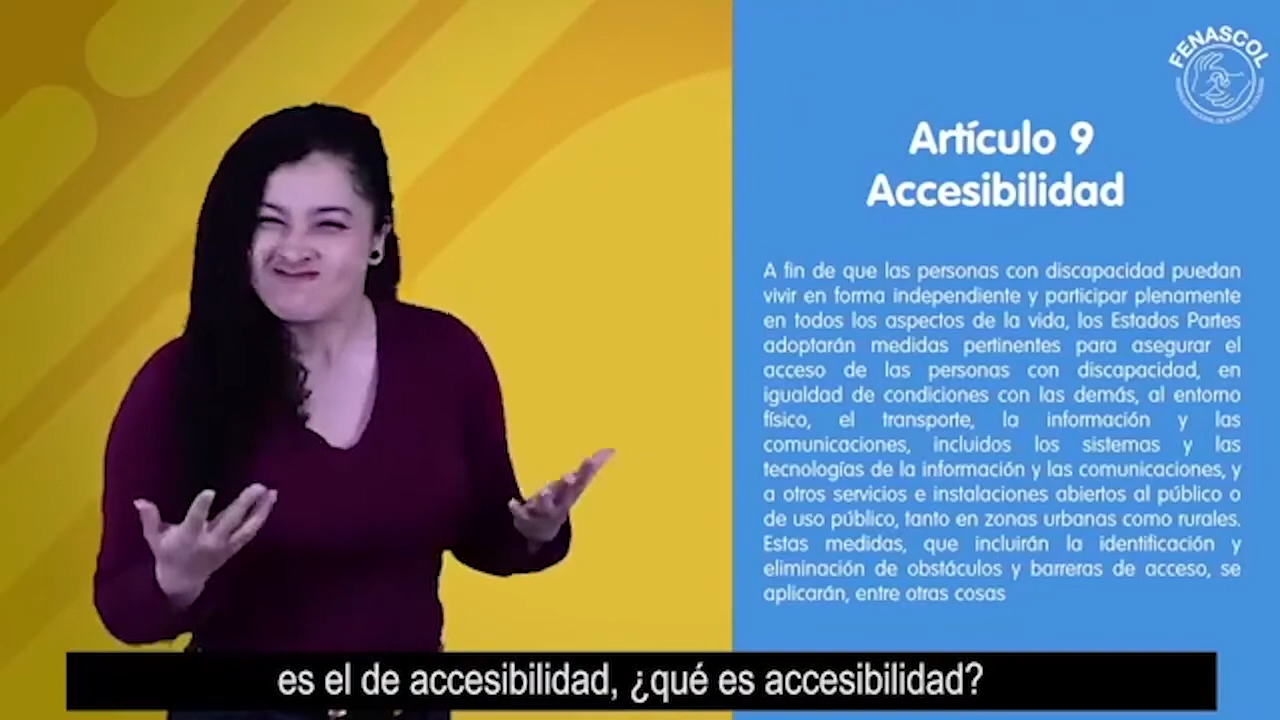 FENASCOL
Artículo 9
Accesibilidad
A fin de que las personas con discapacidad puedan
vivir en forma independiente y participar plenamente
en todos los aspectos de la vida, los Estados Partes
adoptarán medidas pertinentes para asegurar el
acceso de las personas con discapacidad, en
igualdad de condiciones con las demás, al entorno
físico, el transporte, la información y las
comunicaciones, incluidos los sistemas y las
tecnologías de la información y las comunicaciones, y
a otros servicios e instalaciones abiertos al público o
de uso público, tanto en zonas urbanas como rurales.
Estas medidas, que incluirán la identificación y
eliminación de obstáculos y barreras de acceso, se
aplicarán, entre otras cosas
es el de accesibilidad, ¿qué es accesibilidad?